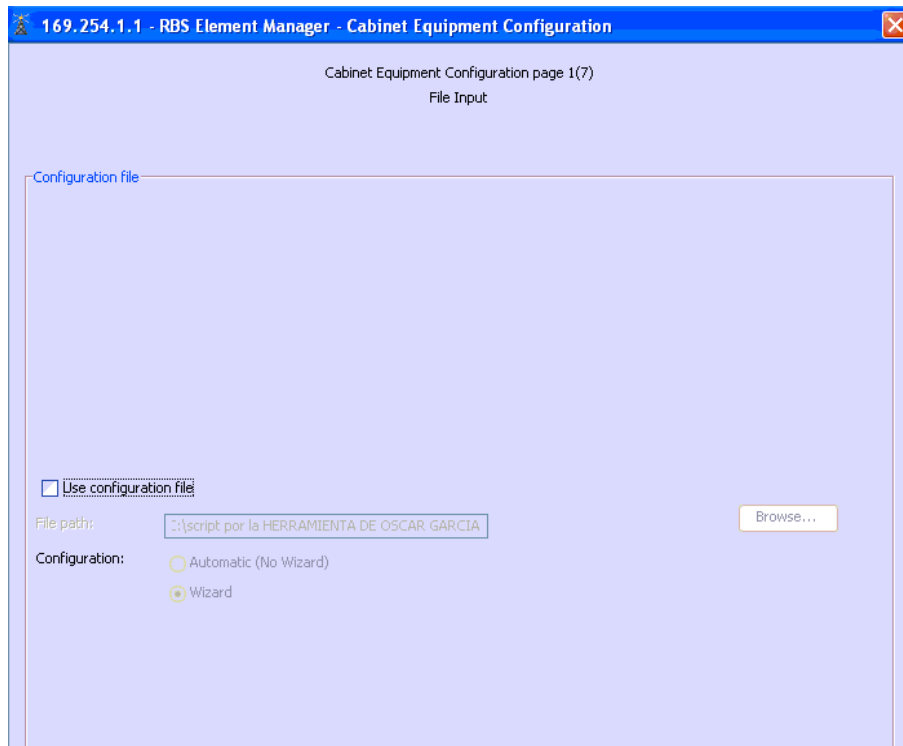 169.254.1.1 - RBS Element Manager - Cabinet Equipment Configuration
Cabinet Equipment Configuration page 1(7)
File Input
Configuration file
Use configuration file
File path:
:\script por la HERRAMIENTA DE OSCAR GARCIA
Browse...
Configuration:
Automatic (No Wizard)
Wizard